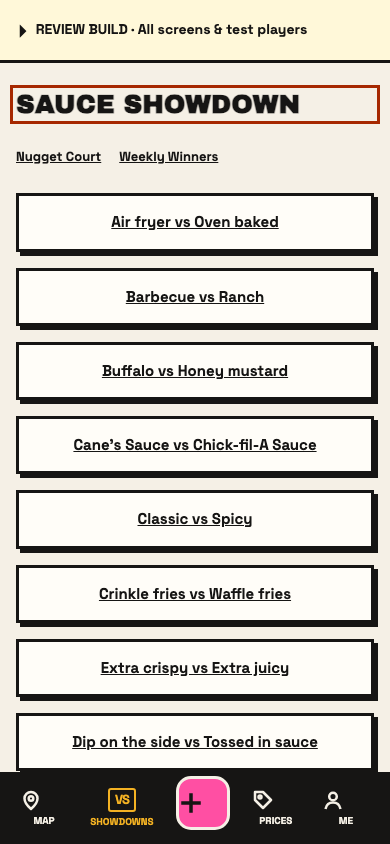 REVIEW BUILD · All screens & test players
SAUCE SHOWDOWN
Nugget Court Weekly Winners
Air fryer vs Oven baked
Barbecue vs Ranch
Buffalo vs Honey mustard
Cane's Sauce vs Chick-fil-A Sauce
Classic vs Spicy
Crinkle fries vs Waffle fries
Extra crispy vs Extra juicy
Dip on the side vs Tossed in sauce
VS
MAP SHOWDOWNS PRICES ME